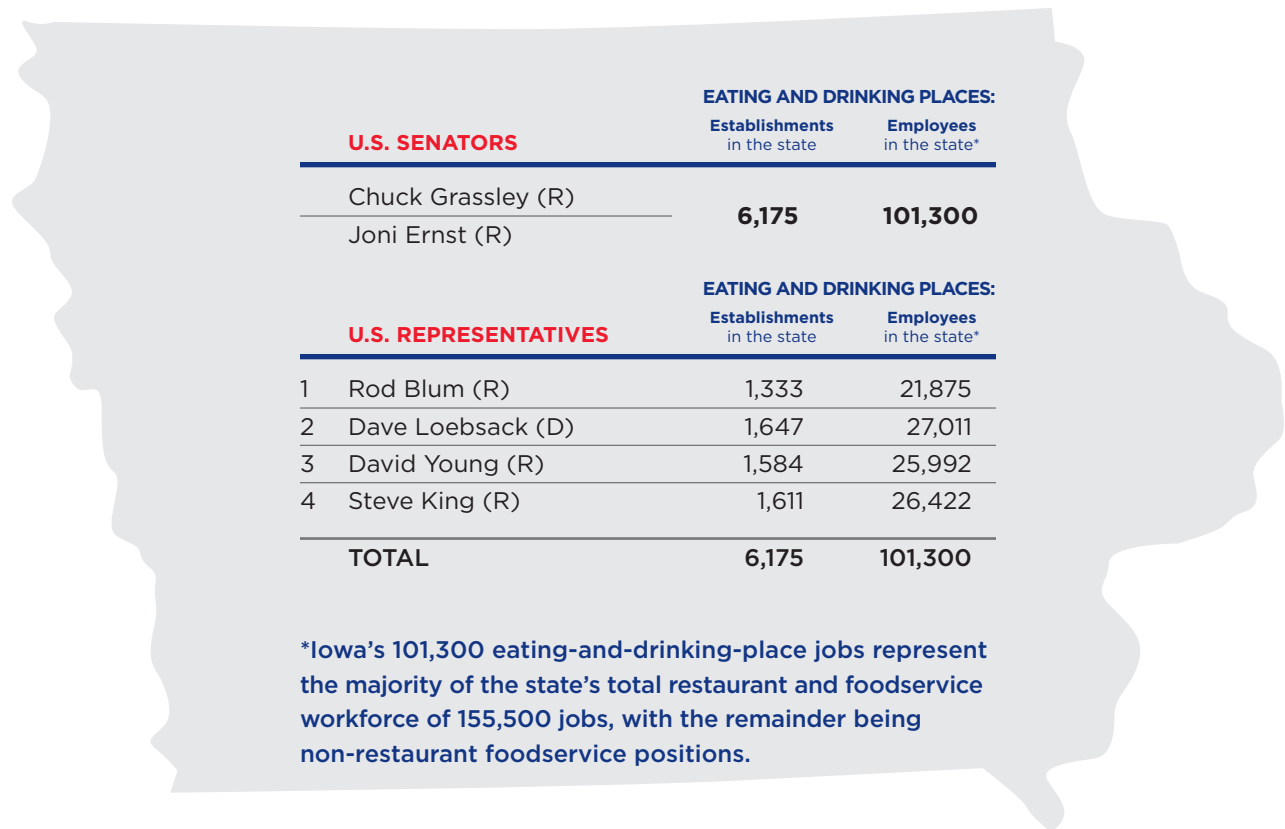 EATING AND DRINKING PLACES:
U.S. SENATORS Establishments in the state Employees in the state*
Chuck Grassley (R) 6,175 101,300
Joni Ernst (R)
EATING AND DRINKING PLACES:
U.S. REPRESENTATIVES Establishments in the state Employees in the state*
1 Rod Blum (R) 1,333 21,875
2 Dave Loebsack (D) 1,647 27,011
3 David Young (R) 1,584 25,992
4 Steve King (R) 1,611 26,422
TOTAL 6,175 101,300
*Iowa’s 101,300 eating-and-drinking-place jobs represent
the majority of the state’s total restaurant and foodservice
workforce of 155,500 jobs, with the remainder being
non-restaurant foodservice positions.